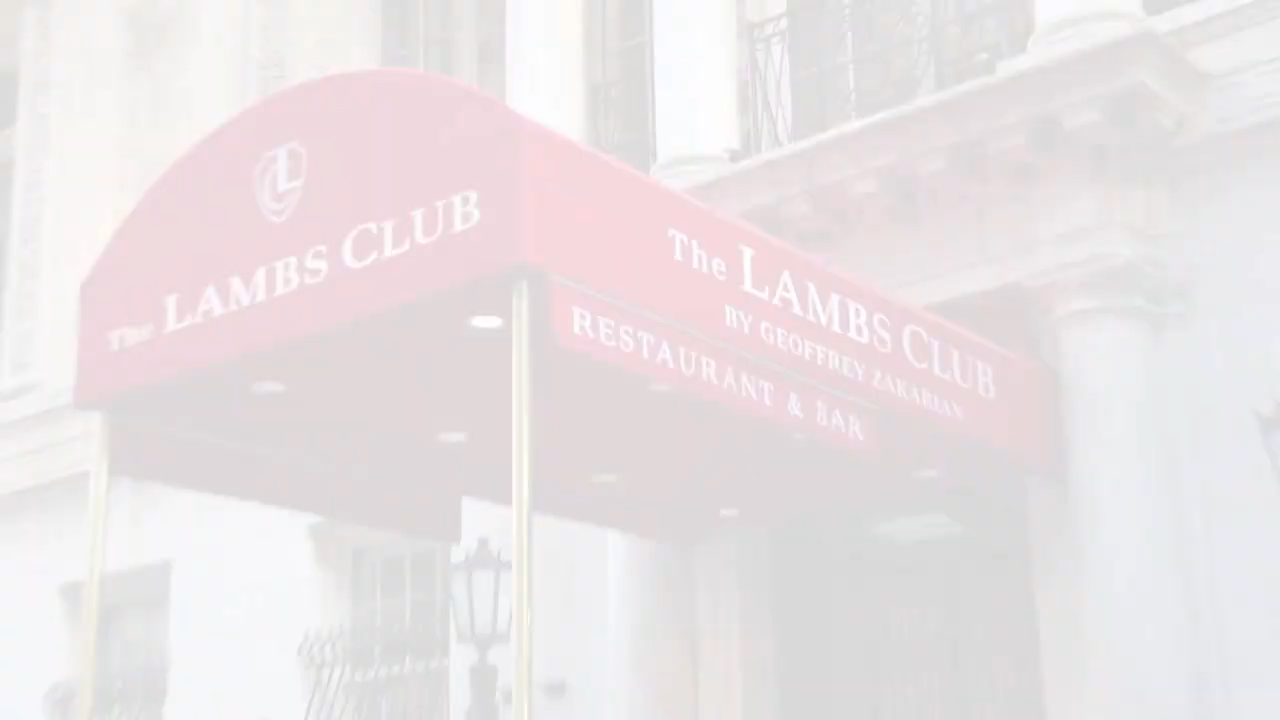 The LAMBS CLUB
The LAMBS CLUB
BY GEOFFREY ZAKARIAN
RESTAURANT & BAR